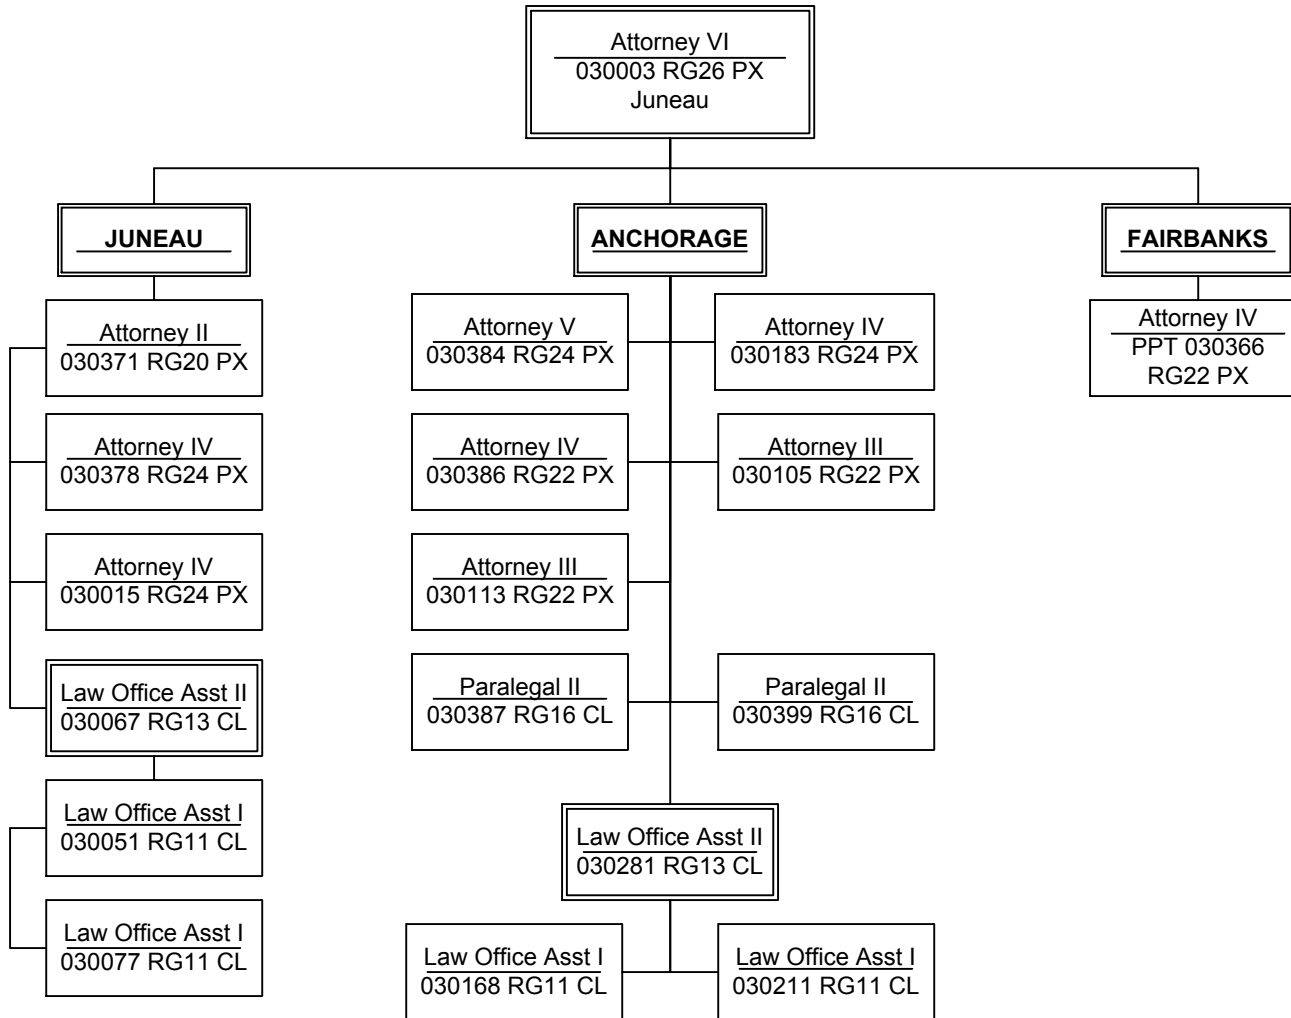 Attorney VI
030003 RG26 PX
Juneau
JUNEAU
Attorney II
030371 RG20 PX
Attorney IV
030378 RG24 PX
Attorney IV
030015 RG24 PX
Law Office Asst II
030067 RG13 CL
Law Office Asst I
030051 RG11 CL
Law Office Asst I
030077 RG11 CL
ANCHORAGE
Attorney V
030384 RG24 PX
Attorney IV
030183 RG24 PX
Attorney IV
030386 RG22 PX
Attorney III
030105 RG22 PX
Attorney III
030113 RG22 PX
Paralegal II
030387 RG16 CL
Paralegal II
030399 RG16 CL
Law Office Asst II
030281 RG13 CL
Law Office Asst I
030168 RG11 CL
Law Office Asst I
030211 RG11 CL
FAIRBANKS
Attorney IV
PPT 030366
RG22 PX